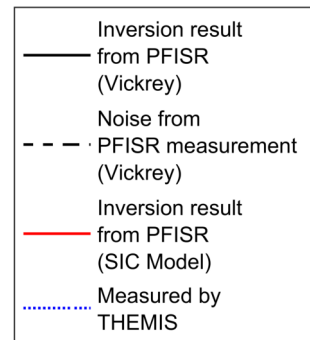 Inversion result
from PFISR
(Vickrey)
Noise from
PFISR measurement
(Vickrey)
Inversion result
from PFISR
(SIC Model)
Measured by
THEMIS